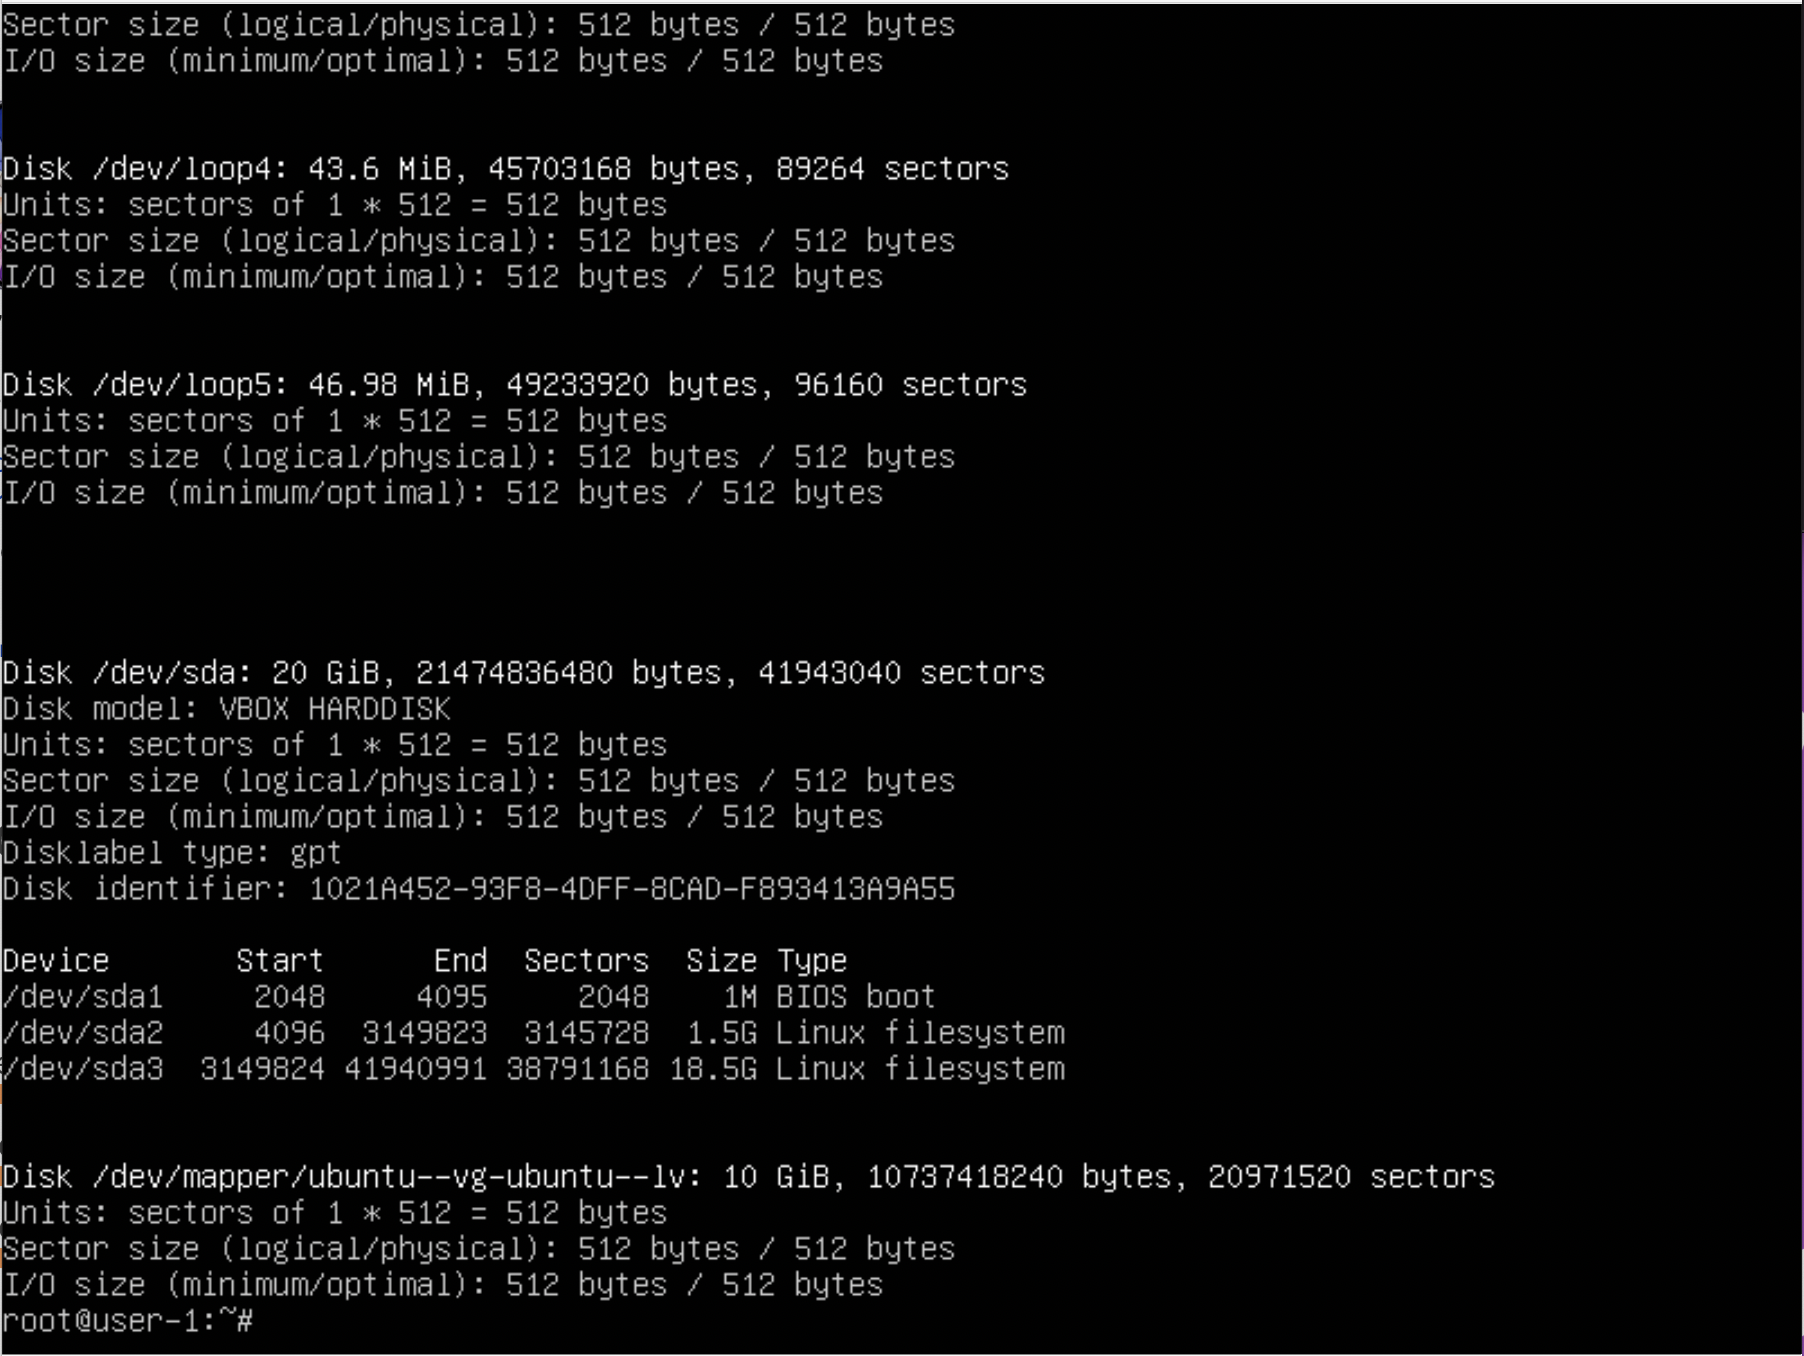 Sector size (logical/physical): 512 bytes / 512 bytes
I/O size (minimum/optimal): 512 bytes / 512 bytes
Disk /dev/loop4: 43.6 MiB, 45703168 bytes, 89264 sectors
Units: sectors of 1 * 512 = 512 bytes
Sector size (logical/physical): 512 bytes / 512 bytes
I/O size (minimum/optimal): 512 bytes / 512 bytes
Disk /dev/loop5: 46.98 MiB, 49233920 bytes, 96160 sectors
Units: sectors of 1 * 512 = 512 bytes
Sector size (logical/physical): 512 bytes / 512 bytes
I/O size (minimum/optimal): 512 bytes / 512 bytes
Disk /dev/sda: 20 GiB, 21474836480 bytes, 41943040 sectors
Disk model: VBOX HARDDISK
Units: sectors of 1 * 512 = 512 bytes
Sector size (logical/physical): 512 bytes / 512 bytes
I/O size (minimum/optimal): 512 bytes / 512 bytes
Disklabel type: gpt
Disk identifier: 1021A452-93F8-4DFF-8CAD-F893413A9A55
Device Start End Sectors Size Type
/dev/sda1 2048 4095 2048 1M BIOS boot
/dev/sda2 4096 3149823 3145728 1.5G Linux filesystem
/dev/sda3 3149824 41940991 38791168 18.5G Linux filesystem
Disk /dev/mapper/ubuntu--vg-ubuntu--lv: 10 GiB, 10737418240 bytes, 20971520 sectors
Units: sectors of 1 * 512 = 512 bytes
Sector size (logical/physical): 512 bytes / 512 bytes
I/O size (minimum/optimal): 512 bytes / 512 bytes
root@user-1:~#